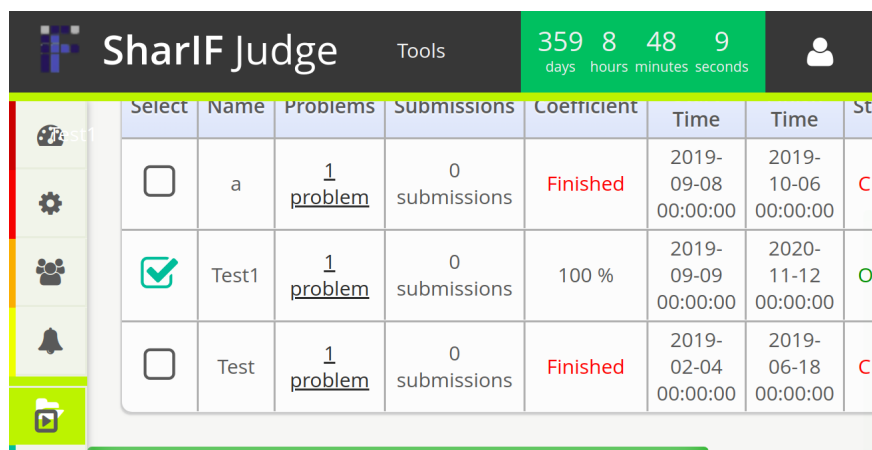 SharIF Judge
Tools
359 8 48 9
days hours minutes seconds
Test1
Select Name Problems Submissions Coefficient
Time Time
a
1
problem
0
submissions
Finished
2019-
09-08
00:00:00
2019-
10-06
00:00:00
Test1
1
problem
0
submissions
100 %
2019-
09-09
00:00:00
2020-
11-12
00:00:00
Test
1
problem
0
submissions
Finished
2019-
02-04
00:00:00
2019-
06-18
00:00:00